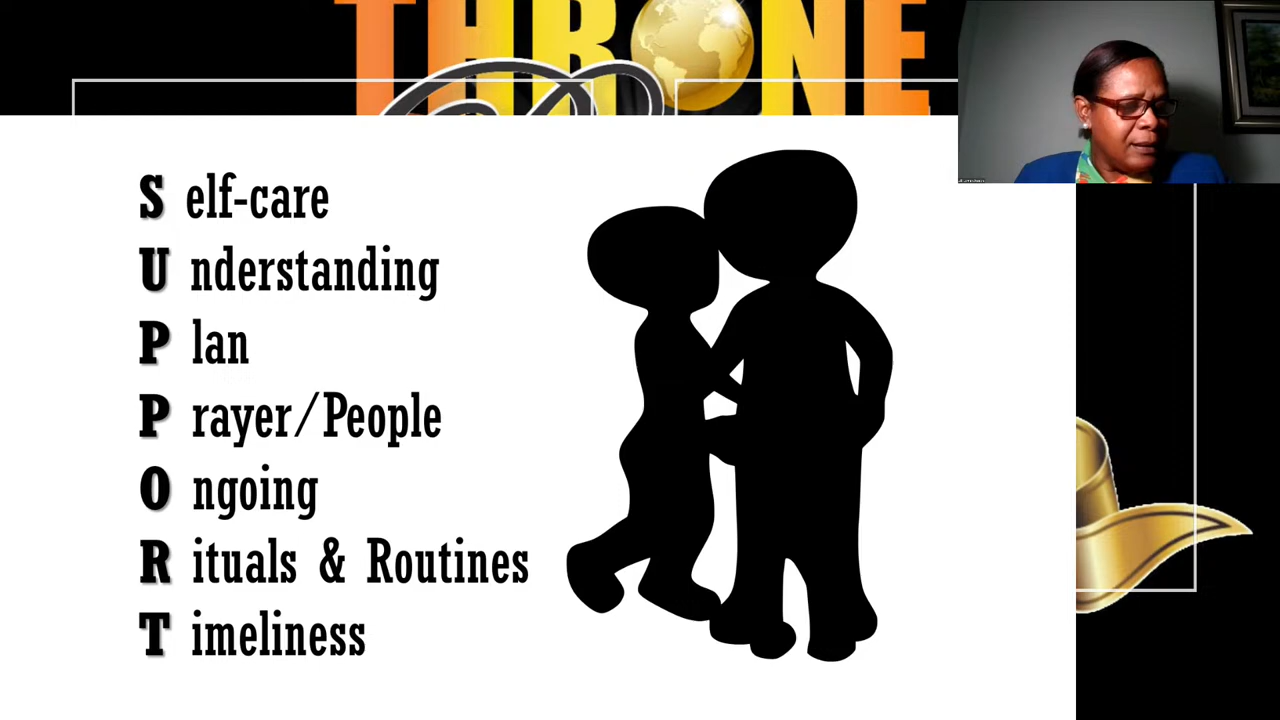 THRONE
S elf-care
U nderstanding
P lan
P rayer/People
O ngoing
R ituals & Routines
T imeliness